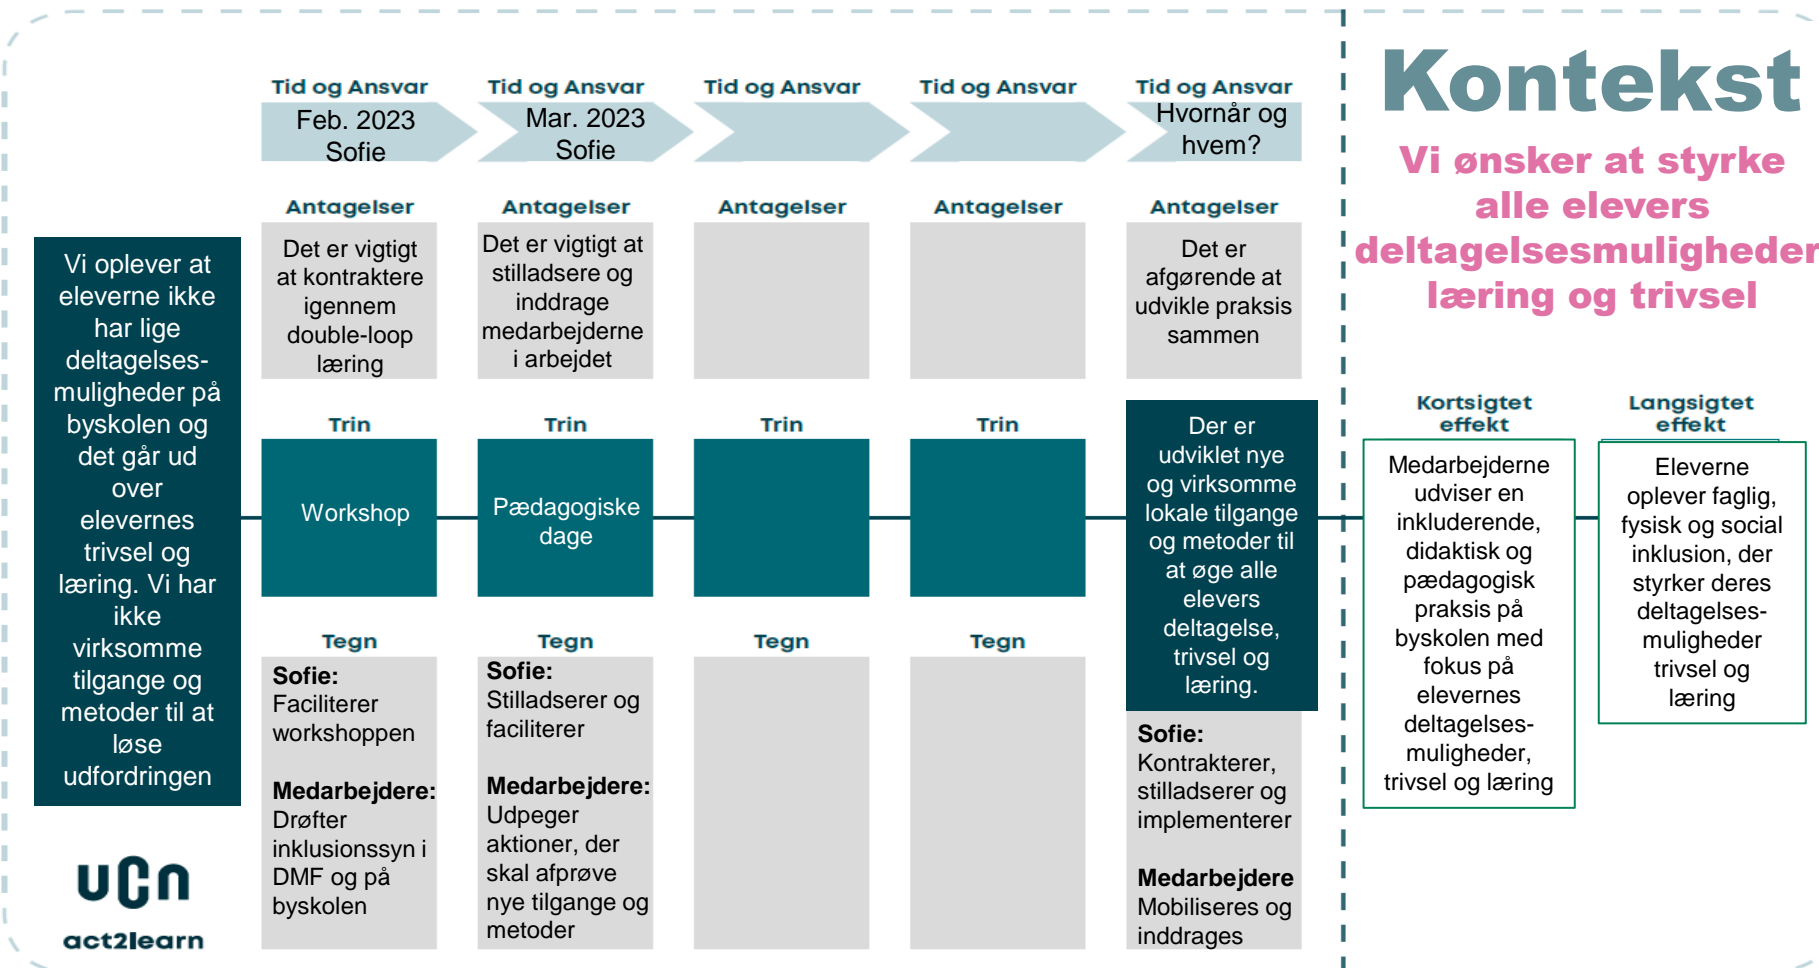 Kontekst
Vi ønsker at styrke
alle elevers
deltagelsesmuligheder
læring og trivsel
Vi oplever at
eleverne ikke
har lige
deltagelses-
muligheder på
byskolen og
det går ud
over
elevernes
trivsel og
læring. Vi har
ikke
virksomme
tilgange og
metoder til at
løse
udfordringen
Tid og Ansvar
Feb. 2023
Sofie
Antagelser
Det er vigtigt
at kontraktere
igennem
double-loop
læring
Trin
Workshop
Tegn
Sofie:
Faciliterer
workshoppen
Medarbejdere:
Drøfter
inklusionssyn i
DMF og på
byskolen
Tid og Ansvar
Mar. 2023
Sofie
Antagelser
Det er vigtigt at
stilladsere og
inddrage
medarbejderne
i arbejdet
Trin
Pædagogiske
dage
Tegn
Sofie:
Stilladserer og
faciliterer
Medarbejdere:
Udpeger
aktioner, der
skal afprøve
nye tilgange og
metoder
Tid og Ansvar
Antagelser
Trin
Tegn
Tid og Ansvar
Antagelser
Trin
Tegn
Tid og Ansvar
Hvornår og
hvem?
Antagelser
Det er
afgørende at
udvikle praksis
sammen
Der er
udviklet nye
og virksomme
lokale tilgange
og metoder til
at øge alle
elevers
deltagelse,
trivsel og
læring.
Sofie:
Kontrakterer,
stilladserer og
implementerer
Medarbejdere
Mobiliseres og
inddrages
Kortsigtet
effekt
Medarbejderne
udviser en
inkluderende,
didaktisk og
pædagogisk
praksis på
byskolen med
fokus på
elevernes
deltagelses-
muligheder,
trivsel og læring
Langsigtet
effekt
Eleverne
oplever faglig,
fysisk og social
inklusion, der
styrker deres
deltagelses-
muligheder
trivsel og
læring
ucn
act2learn